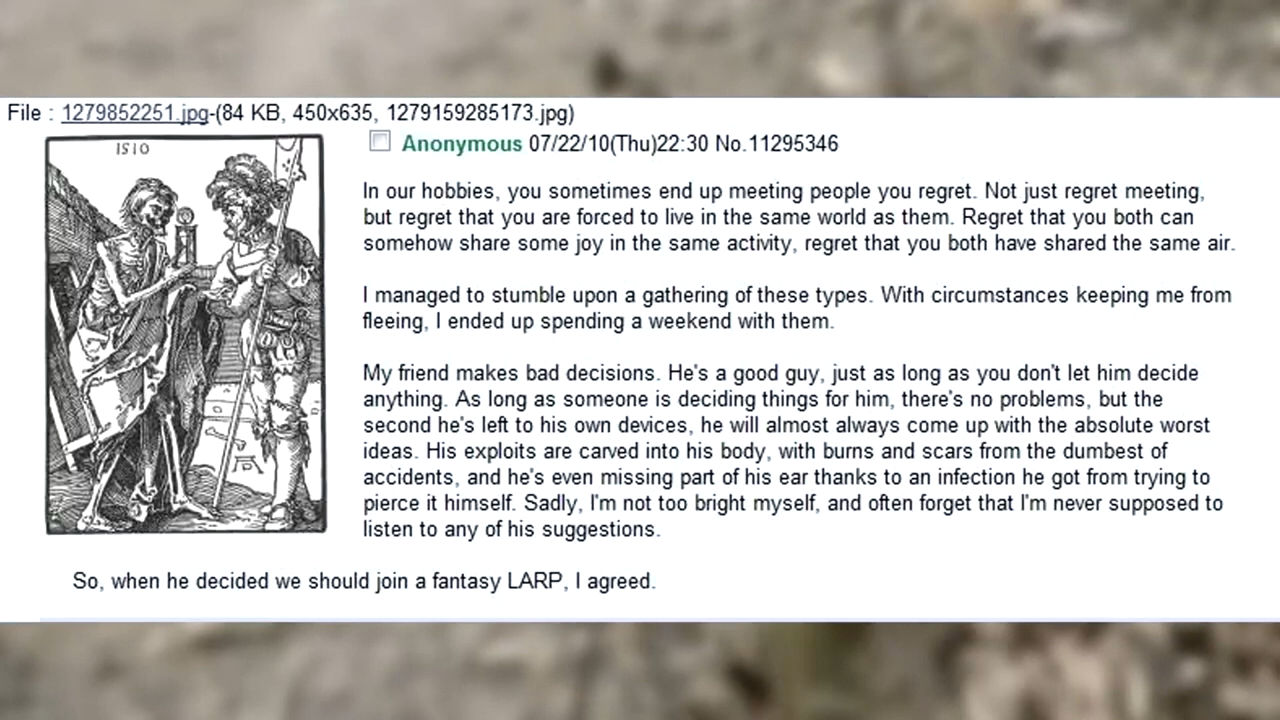 File : 1279852251.jpg-(84 KB, 450x635, 1279159285173.jpg)
1510
Anonymous 07/22/10(Thu)22:30 No.11295346
In our hobbies, you sometimes end up meeting people you regret. Not just regret meeting,
but regret that you are forced to live in the same world as them. Regret that you both can
somehow share some joy in the same activity, regret that you both have shared the same air.
I managed to stumble upon a gathering of these types. With circumstances keeping me from
fleeing, I ended up spending a weekend with them.
My friend makes bad decisions. He's a good guy, just as long as you don't let him decide
anything. As long as someone is deciding things for him, there's no problems, but the
second he's left to his own devices, he will almost always come up with the absolute worst
ideas. His exploits are carved into his body, with burns and scars from the dumbest of
accidents, and he's even missing part of his ear thanks to an infection he got from trying to
pierce it himself. Sadly, I'm not too bright myself, and often forget that I'm never supposed to
listen to any of his suggestions.
So, when he decided we should join a fantasy LARP, I agreed.